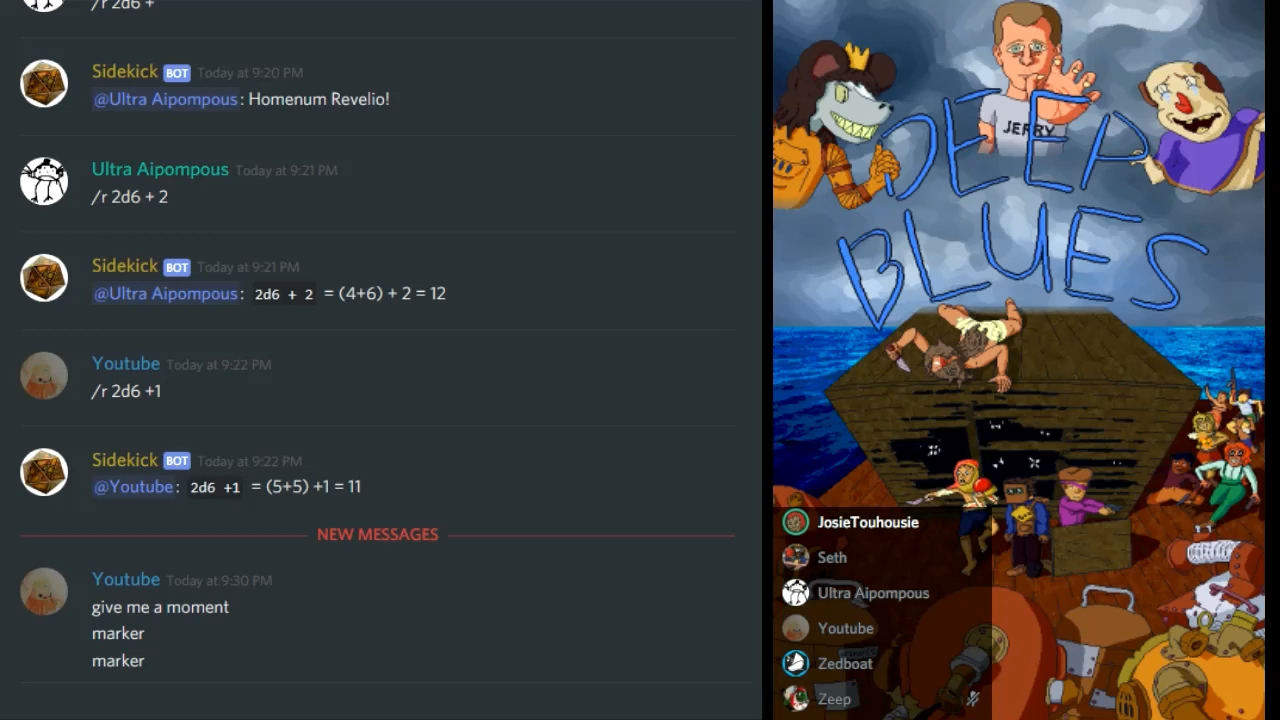 /r 2d6 +
Sidekick BOT Today at 9:20 PM
@Ultra Aipompous: Homenum Revelio!
Ultra Aipompous Today at 9:21 PM
/r 2d6 + 2
Sidekick BOT Today at 9:21 PM
@Ultra Aipompous: 2d6 + 2 = (4+6) + 2 = 12
Youtube Today at 9:22 PM
/r 2d6 +1
Sidekick BOT Today at 9:22 PM
@Youtube: 2d6 +1 = (5+5) +1 = 11
NEW MESSAGES
Youtube Today at 9:30 PM
give me a moment
marker
marker
JERRY
DEEP
BLUES
JosieTouhousie
Seth
Ultra Aipompous
Youtube
Zedboat
Zeep